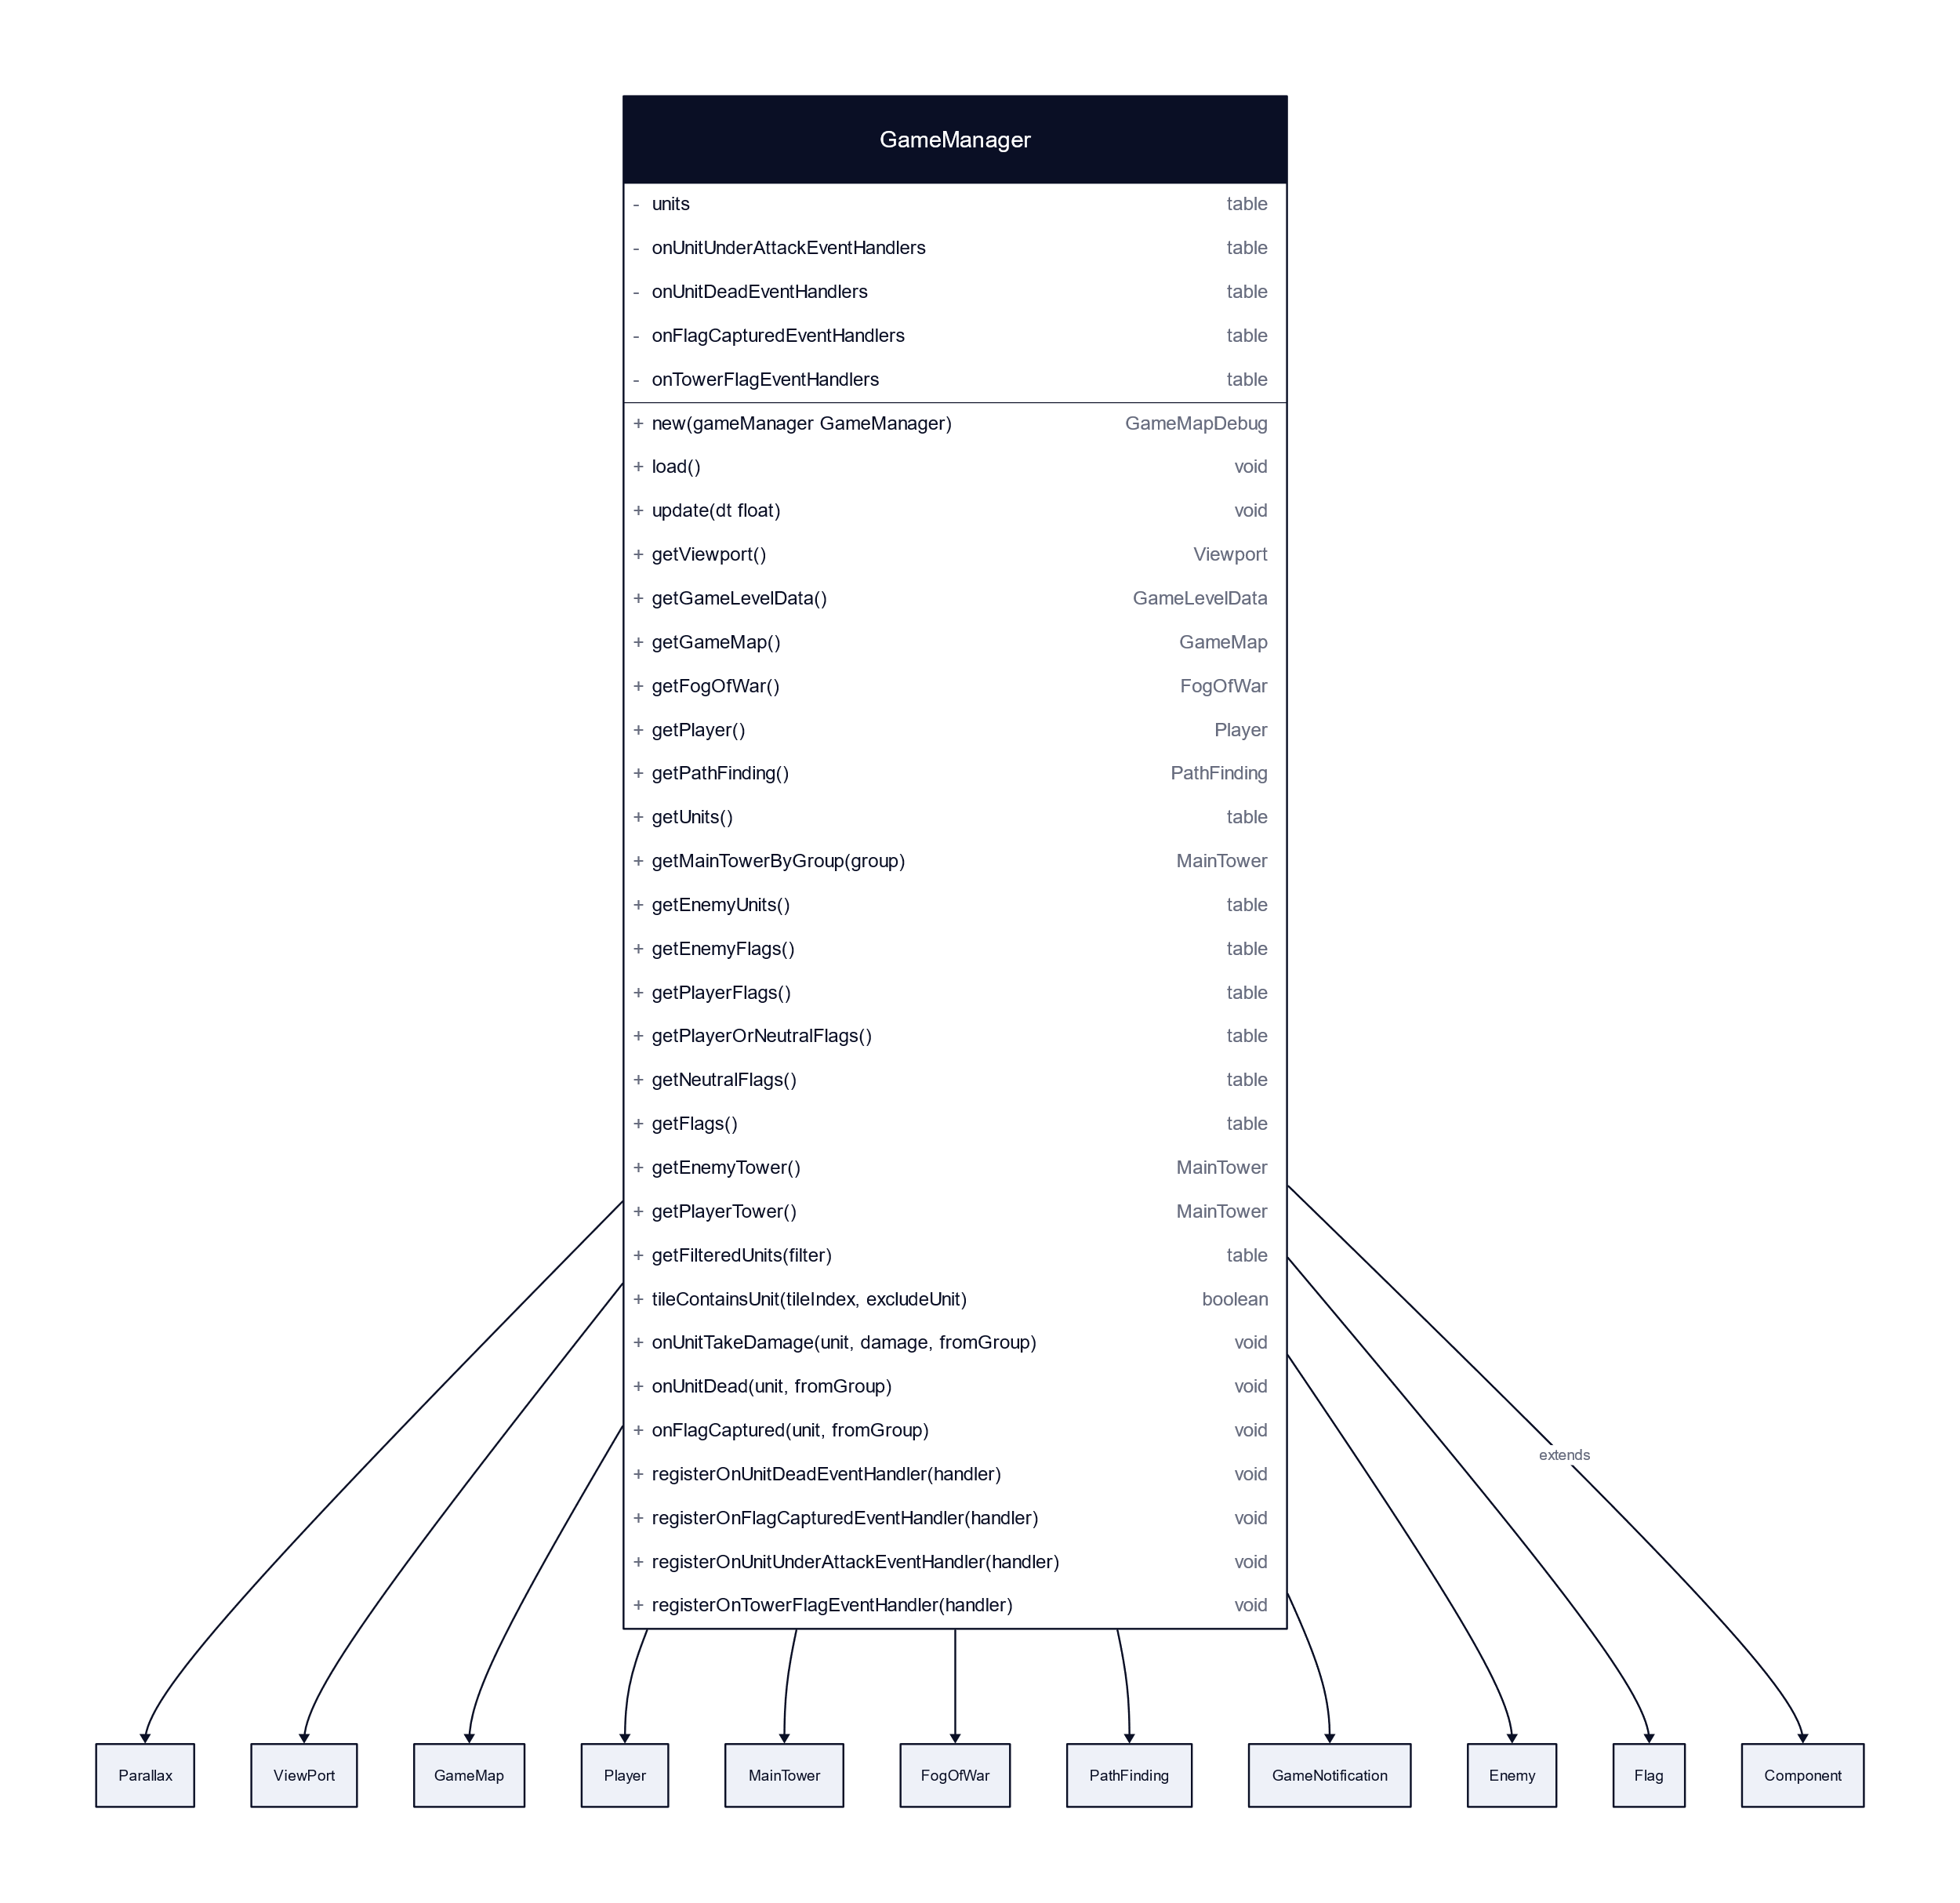 GameManager
- units table
- onUnitUnderAttackEventHandlers table
- onUnitDeadEventHandlers table
- onFlagCapturedEventHandlers table
- onTowerFlagEventHandlers table
+ new(gameManager GameManager) GameMapDebug
+ load() void
+ update(dt float) void
+ getViewport() Viewport
+ getGameLevelData() GameLevelData
+ getGameMap() GameMap
+ getFogOfWar() FogOfWar
+ getPlayer() Player
+ getPathFinding() PathFinding
+ getUnits() table
+ getMainTowerByGroup(group) MainTower
+ getEnemyUnits() table
+ getEnemyFlags() table
+ getPlayerFlags() table
+ getPlayerOrNeutralFlags() table
+ getNeutralFlags() table
+ getFlags() table
+ getEnemyTower() MainTower
+ getPlayerTower() MainTower
+ getFilteredUnits(filter) table
+ tileContainsUnit(tileIndex, excludeUnit) boolean
+ onUnitTakeDamage(unit, damage, fromGroup) void
+ onUnitDead(unit, fromGroup) void
+ onFlagCaptured(unit, fromGroup) void
extends
+ registerOnUnitDeadEventHandler(handler) void
+ registerOnFlagCapturedEventHandler(handler) void
+ registerOnUnitUnderAttackEventHandler(handler) void
+ registerOnTowerFlagEventHandler(handler) void
Parallax ViewPort GameMap Player MainTower FogOfWar PathFinding GameNotification Enemy Flag Component